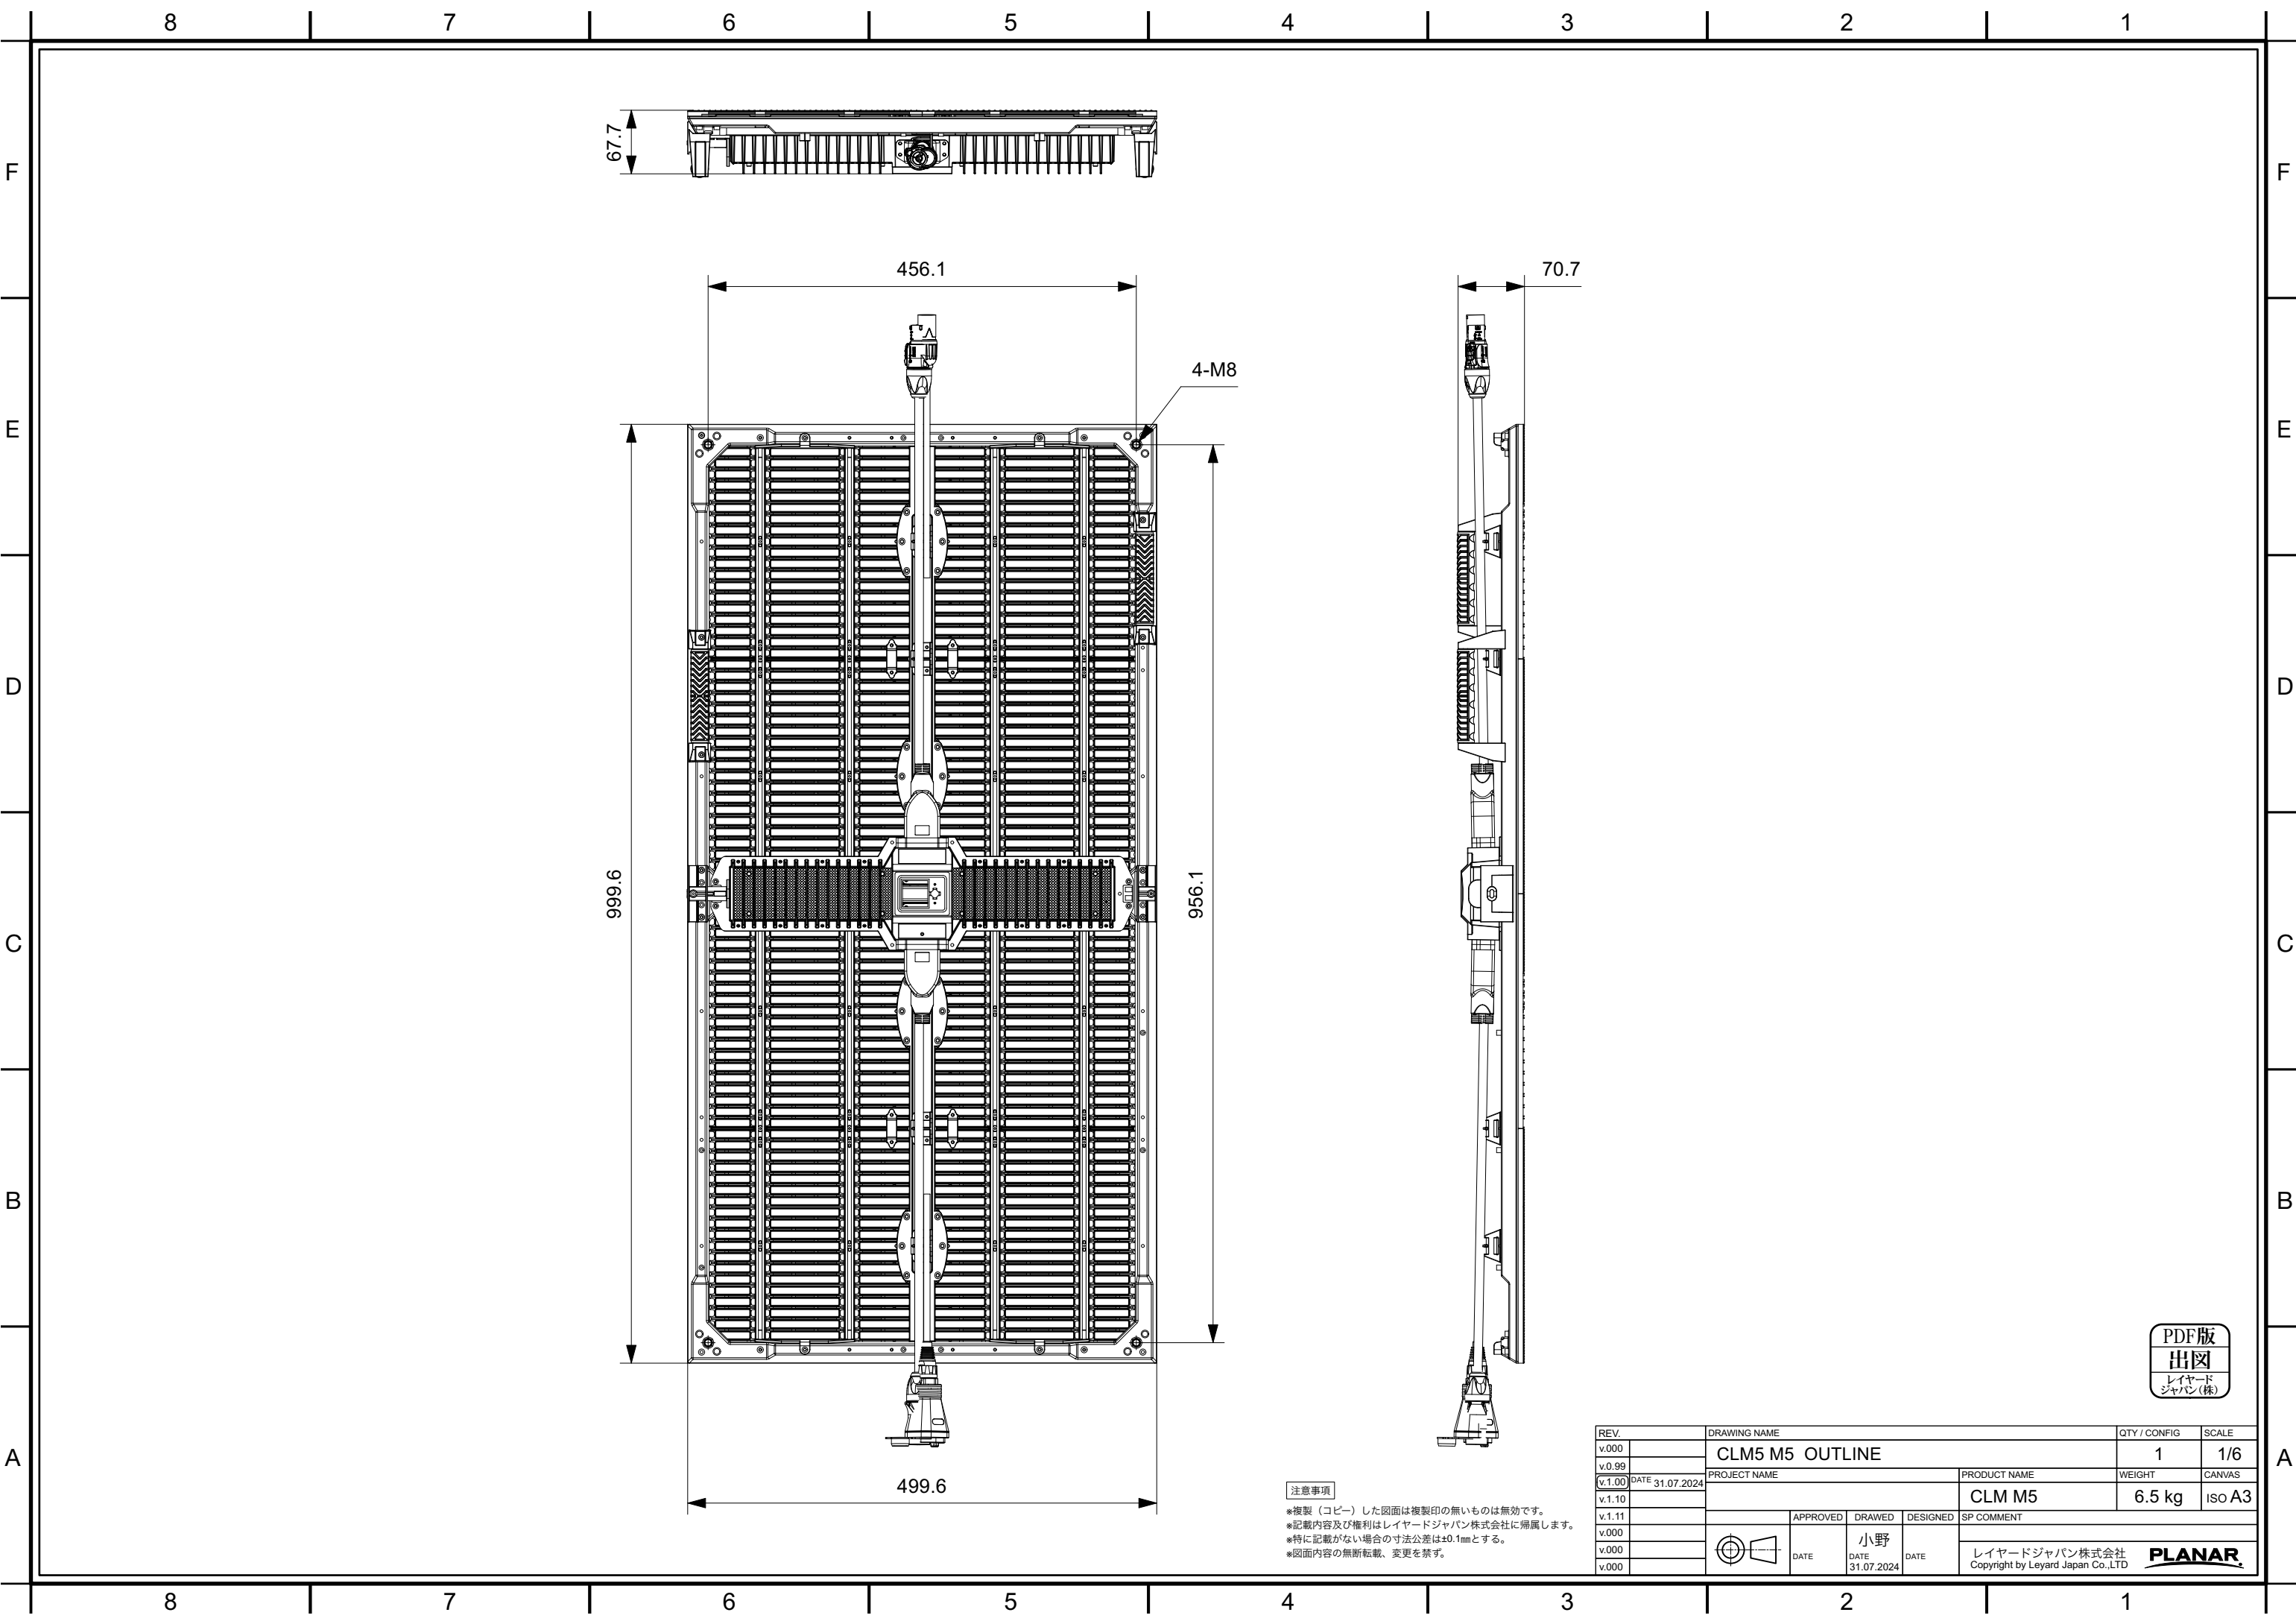 8 7 6 5 4 3 2 1
F F
E E
D D
C C
B B
A A
67.7
456.1
70.7
4-M8
999.6
956.1
499.6
PDF版
出図
レイヤード
ジャパン(株)
注意事項
※複製（コピー）した図面は複製印の無いものは無効です。
※記載内容及び権利はレイヤードジャパン株式会社に帰属します。
※特に記載がない場合の寸法公差は±0.1㎜とする。
※図面内容の無断転載、変更を禁ず。
REV. DRAWING NAME QTY / CONFIG SCALE
v.000 CLM5 M5 OUTLINE 1 1/6
v.0.99
v.1.00 DATE 31.07.2024 PROJECT NAME PRODUCT NAME WEIGHT CANVAS
v.1.10 CLM M5 6.5 kg ISO A3
v.1.11 APPROVED DRAWED DESIGNED SP COMMENT
v.000 小野
v.000 DATE DATE DATE レイヤードジャパン株式会社 PLANAR
v.000 31.07.2024 Copyright by Leyard Japan Co.,LTD
8 7 6 5 4 3 2 1